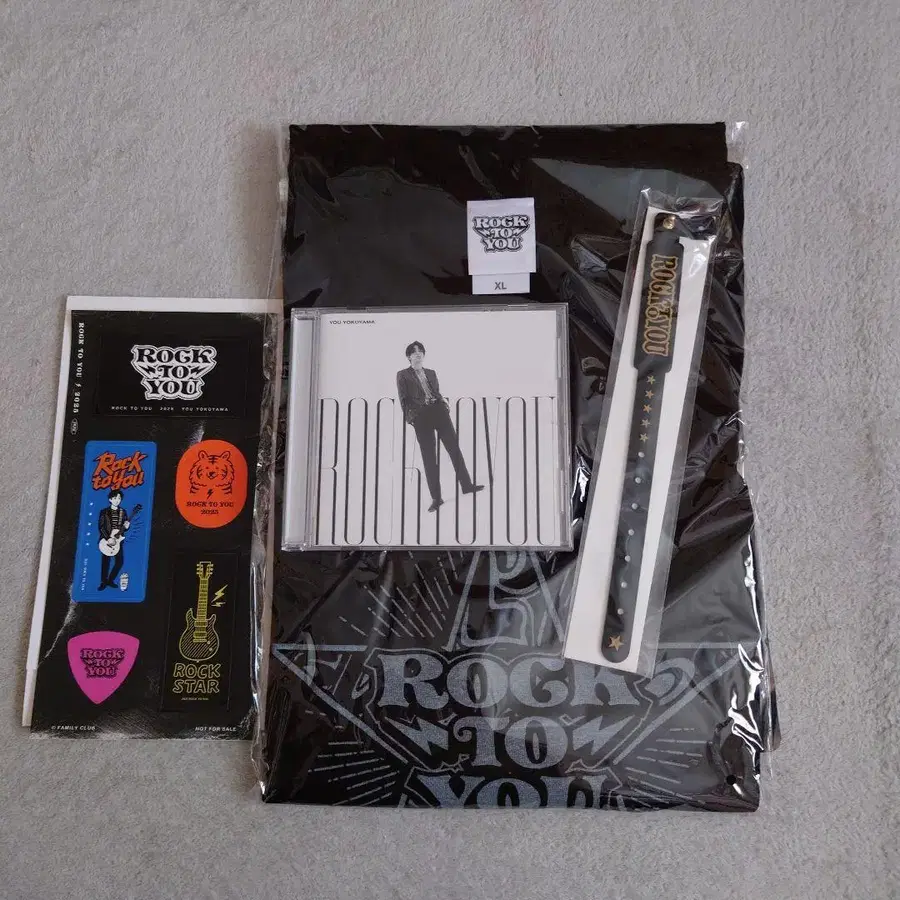 ROCK TO YOU 2025
ROCK
TO
YOU
ROCK TO YOU 2025 YOU YOKOYAMA
Rock
to you
ROCK TO YOU
2025
ROCK
TO
YOU
ROCK
STAR
© FAMILY CLUB
NOT FOR SALE
ROCK
TO
YOU
XL
YOU YOKOYAMA
ROCK TO YOU
ROCK TO YOU
ROCK
TO
YOU